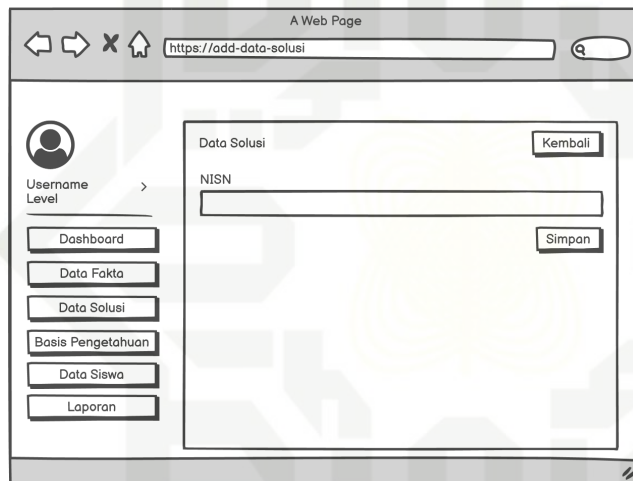 A Web Page
https://add-data-solusi
Username
Level
>
Dashboard
Data Fakta
Data Solusi
Basis Pengetahuan
Data Siswa
Laporan
Data Solusi
Kembali
NISN
Simpan